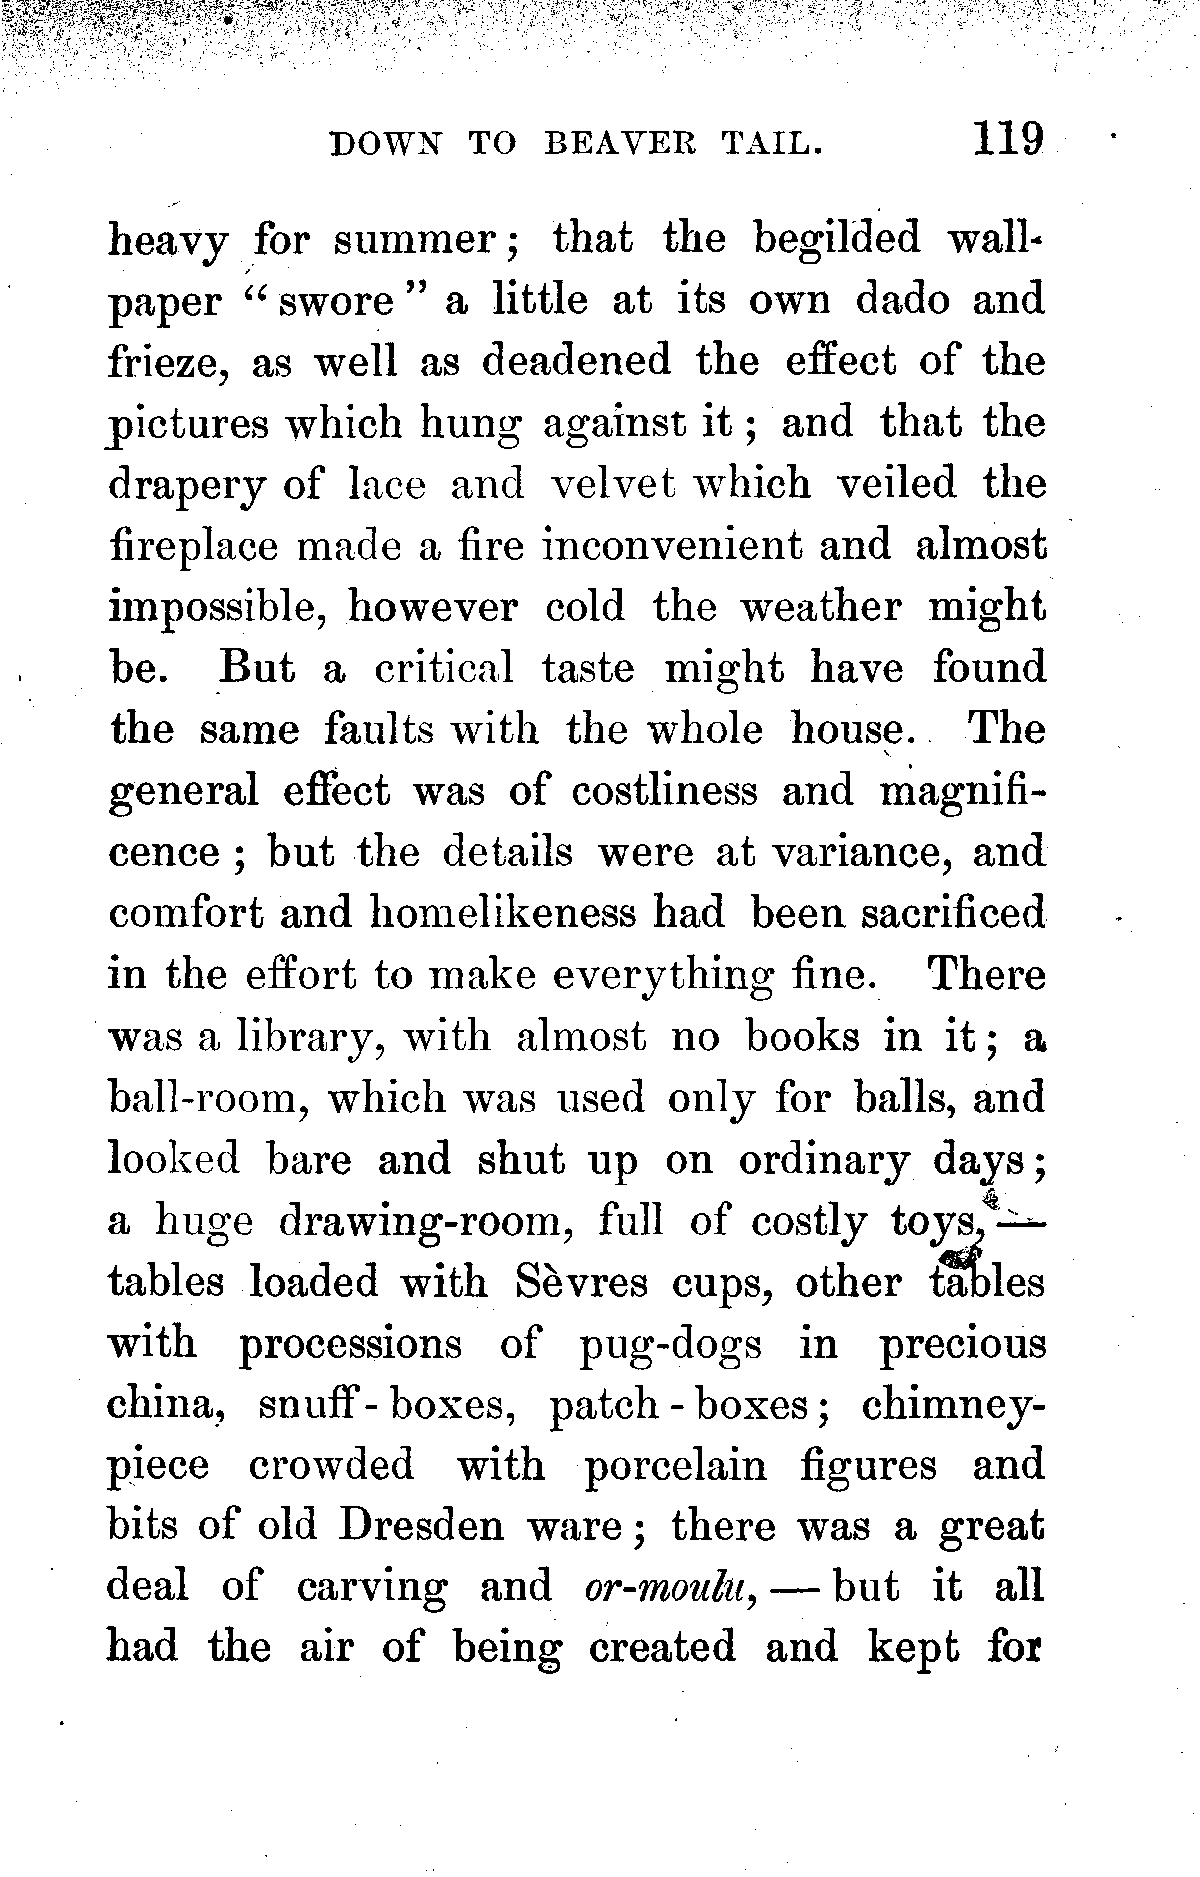 DOWN TO BEAVER TAIL. 119
heavy for summer; that the begilded wall-
paper "swore" a little at its own dado and
frieze, as well as deadened the effect of the
pictures which hung against it; and that the
drapery of lace and velvet which veiled the
fireplace made a fire inconvenient and almost
impossible, however cold the weather might
be. But a critical taste might have found
the same faults with the whole house. The
general effect was of costliness and magnifi-
cence; but the details were at variance, and
comfort and homelikeness had been sacrificed
in the effort to make everything fine. There
was a library, with almost no books in it; a
ball-room, which was used only for balls, and
looked bare and shut up on ordinary days;
a huge drawing-room, full of costly toys,—
tables loaded with Sèvres cups, other tables
with processions of pug-dogs in precious
china, snuff-boxes, patch-boxes; chimney-
piece crowded with porcelain figures and
bits of old Dresden ware; there was a great
deal of carving and or-moulu,—but it all
had the air of being created and kept for